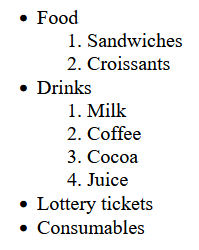 • Food
1. Sandwiches
2. Croissants
• Drinks
1. Milk
2. Coffee
3. Cocoa
4. Juice
• Lottery tickets
• Consumables